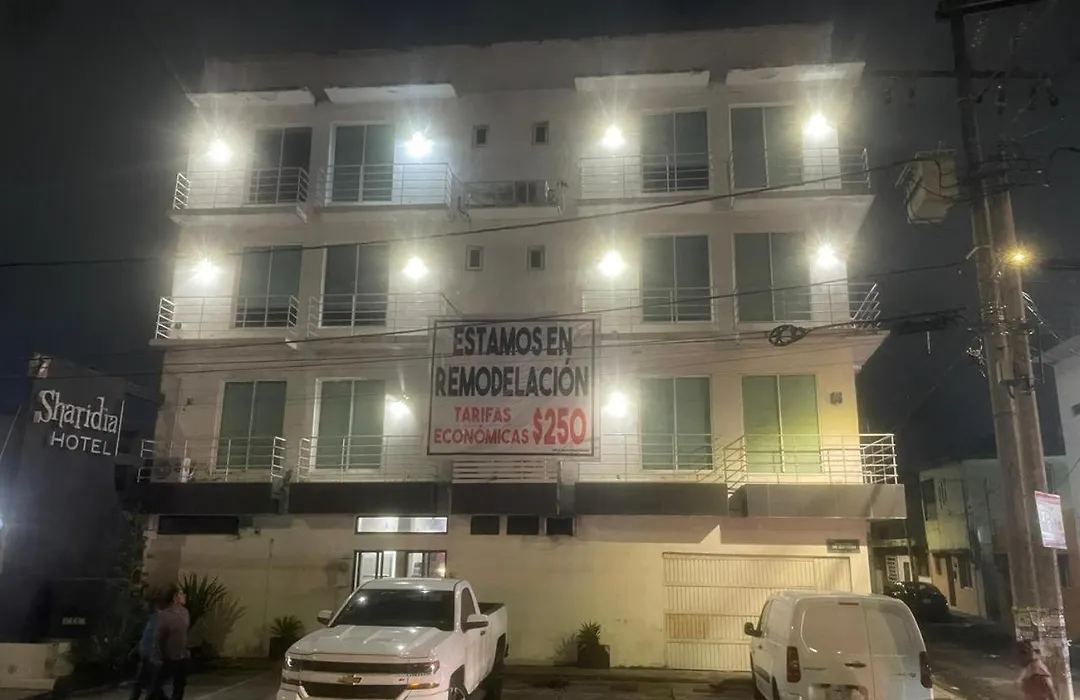 Sharidia
HOTEL
ESTAMOS EN
REMODELACIÓN
TARIFAS
ECONÓMICAS $250